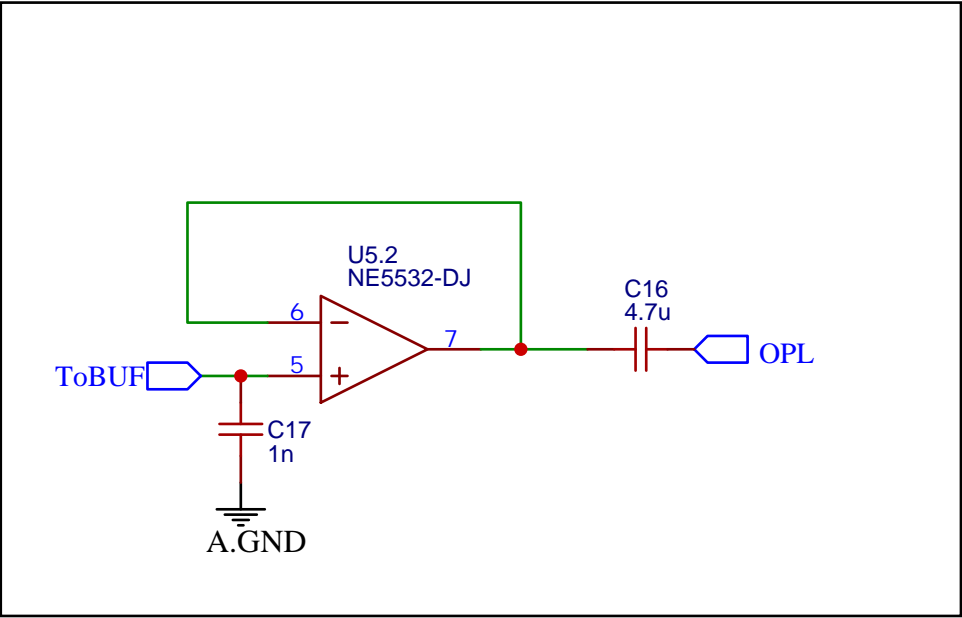 U5.2
NE5532-DJ
6
7
5
C16
4.7u
OPL
ToBUF
C17
1n
A.GND